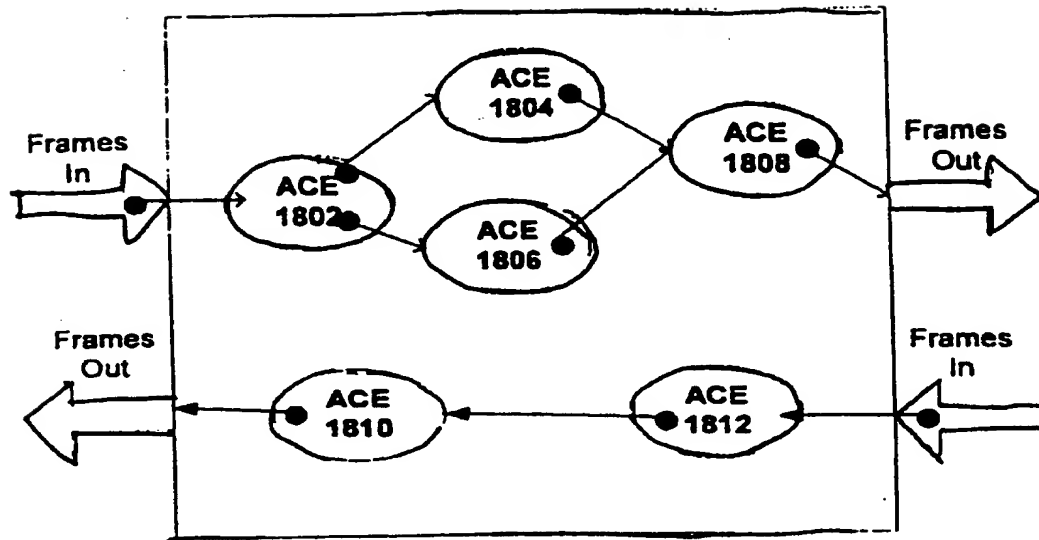 ACE
1804
Frames
In
ACE
1802
ACE
1808
Frames
Out
ACE
1806
Frames
Out
ACE
1810
ACE
1812
Frames
In